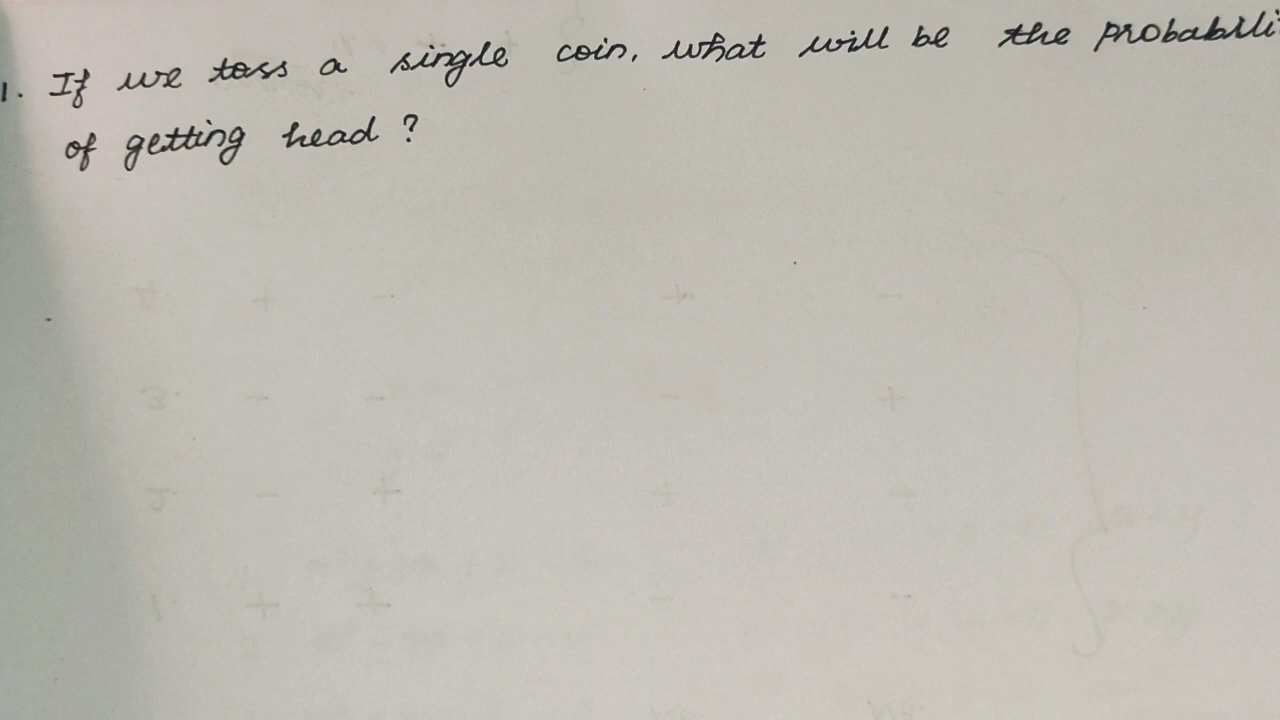 1. If we toss a single coin, what will be the probabili
of getting head ?